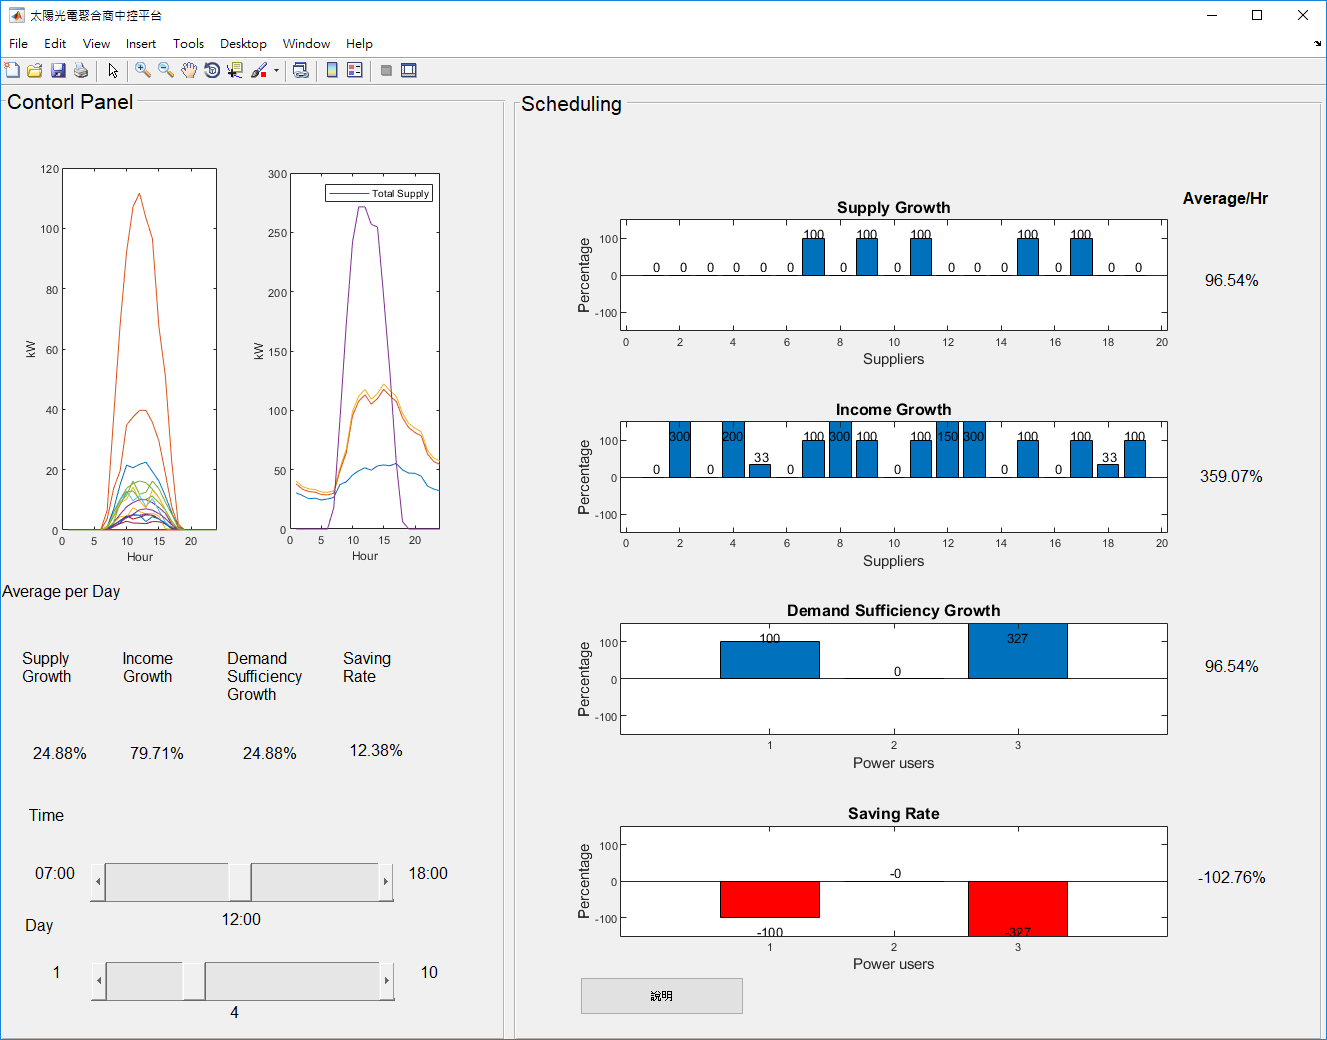 太陽光電聚合商中控平台
File Edit View Insert Tools Desktop Window Help
Contorl Panel
120
100
80
60
40
20
0
kW
0 5 10 15 20
Hour
300
250
200
150
100
50
0
kW
Total Supply
0 5 10 15 20
Hour
Average per Day
Supply Growth
Income Growth
Demand Sufficiency Growth
Saving Rate
24.88% 79.71% 24.88% 12.38%
Time
07:00 18:00
12:00
Day
1 10
4
Scheduling
Average/Hr
Supply Growth
Percentage
100
0
-100
0 0 0 0 0 0 100 0 100 0 100 0 0 0 100 0 100 0 0
0 2 4 6 8 10 12 14 16 18 20
Suppliers
96.54%
Income Growth
Percentage
100
0
-100
0 300 0 200 33 0 100 300 100 0 100 150 300 0 100 0 100 33 100
0 2 4 6 8 10 12 14 16 18 20
Suppliers
359.07%
Demand Sufficiency Growth
Percentage
100
0
-100
100 0 327
1 2 3
Power users
96.54%
Saving Rate
Percentage
100
0
-100
-100 -0 -327
1 2 3
Power users
-102.76%
說明